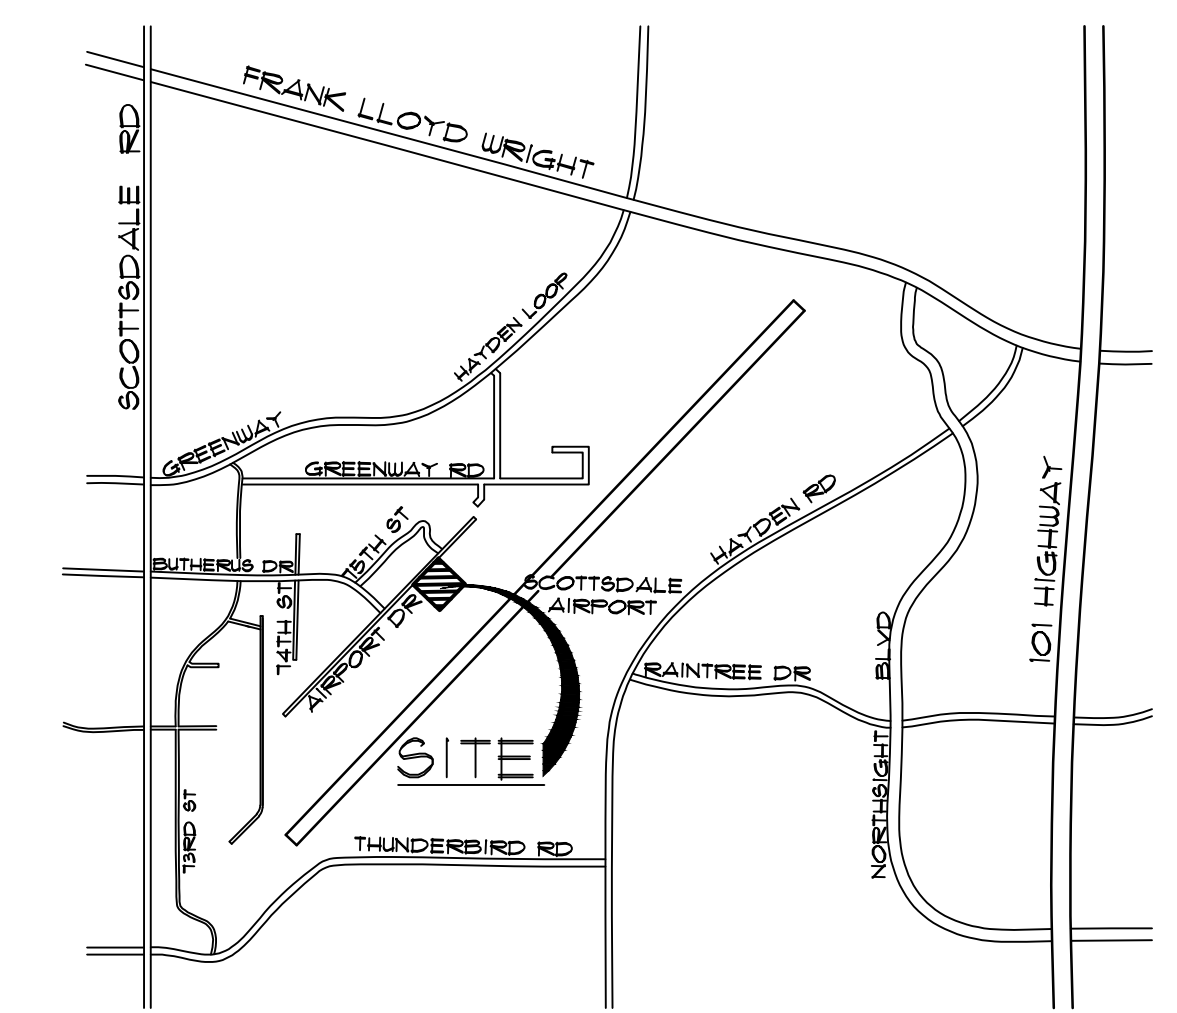 FRANK LLOYD WRIGHT
SCOTTSDALE RD
HAYDEN LOOP
GREENWAY
GREENWAY RD
HAYDEN RD
101 HIGHWAY
75TH ST
BUTHERUS DR
74TH ST
AIRPORT DR
SCOTTSDALE
AIRPORT
RAINTREE DR
NORTHSIGHT BLVD
SITE
73RD ST
THUNDERBIRD RD